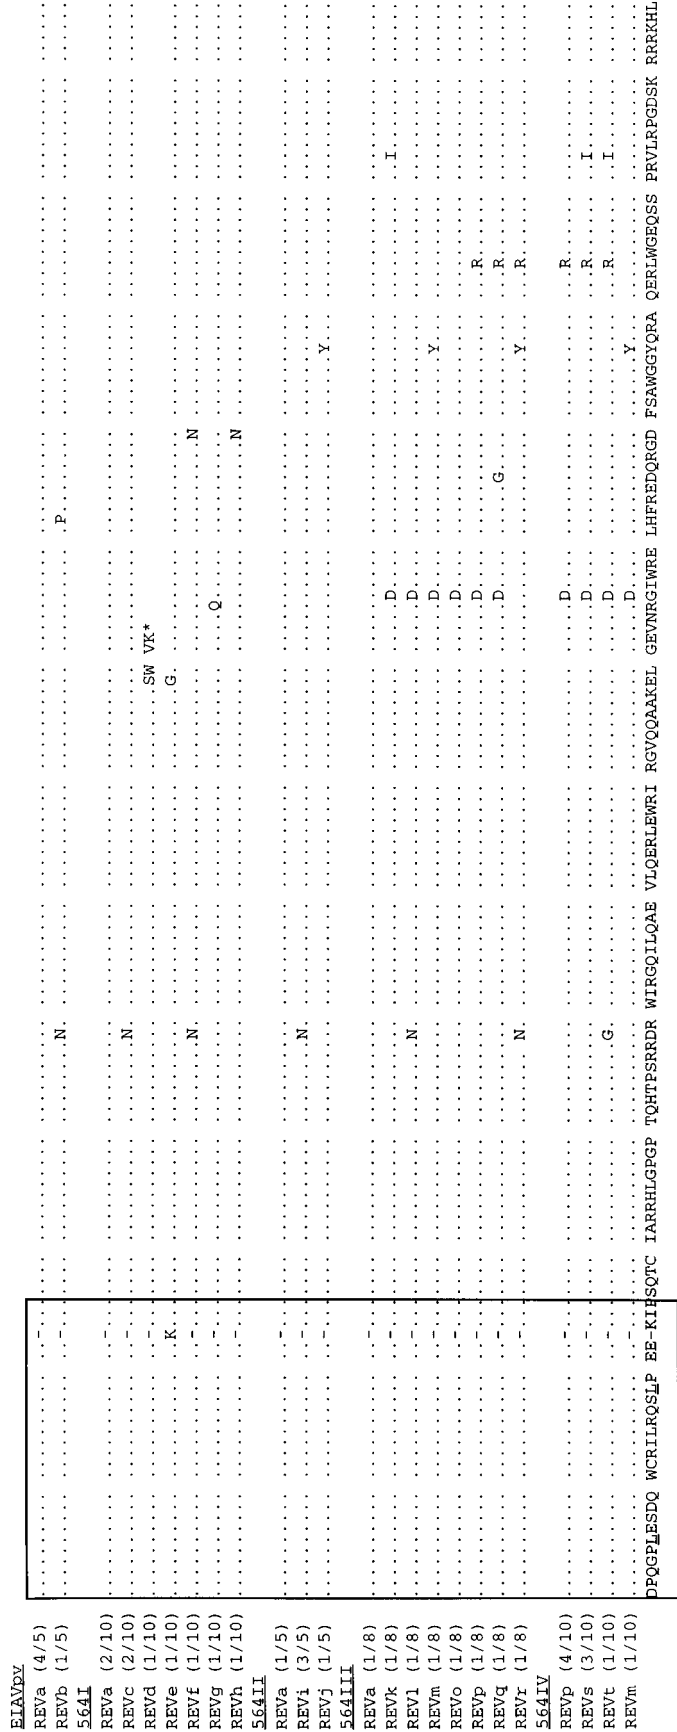 EIAVpv
REVa (4/5) .......... .......... ..-....... .......... .......... .......... .......... .......... .......... .......... .......... .......... .......... ......
REVb (1/5) .......... .......... ..-....... .......... ........N. .......... .......... .......... .......... .P........ .......... .......... .......... ......
564I
REVa (2/10) .......... .......... ..-....... .......... .......... .......... .......... .......... .......... .......... .......... .......... .......... ......
REVc (2/10) .......... .......... ..-....... .......... ........N. .......... .......... .......... .......... .......... .......... .......... .......... ......
REVd (1/10) .......... .......... ..-....... .......... .......... .......... .......... ........SW VK*
REVe (1/10) .......... .......... ..K....... .......... .......... .......... .......... ........G. .......... .......... .......... .......... .......... ......
REVf (1/10) .......... .......... ..-....... .......... ........N. .......... .......... .......... .......... .........N .......... .......... .......... ......
REVg (1/10) .......... .......... ..-....... .......... .......... .......... .......... .......... ....Q..... .......... .......... .......... .......... ......
REVh (1/10) .......... .......... ..-....... .......... .......... .......... .......... .......... .......... .........N .......... .......... .......... ......
564II
REVa (1/5) .......... .......... ..-....... .......... .......... .......... .......... .......... .......... .......... .......... .......... .......... ......
REVi (3/5) .......... .......... ..-....... .......... ........N. .......... .......... .......... .......... .......... .......... .......... .......... ......
REVj (1/5) .......... .......... ..-....... .......... .......... .......... .......... .......... .......... .......... ......Y... .......... .......... ......
564III
REVa (1/8) .......... .......... ..-....... .......... .......... .......... .......... .......... .......... .......... .......... .......... .......... ......
REVk (1/8) .......... .......... ..-....... .......... .......... .......... .......... .......... .....D.... .......... .......... .......... ..I....... ......
REVl (1/8) .......... .......... ..-....... .......... ........N. .......... .......... .......... .....D.... .......... .......... .......... .......... ......
REVm (1/8) .......... .......... ..-....... .......... .......... .......... .......... .......... .....D.... .......... ......Y... .......... .......... ......
REVo (1/8) .......... .......... ..-....... .......... .......... .......... .......... .......... .....D.... .......... .......... .......... .......... ......
REVp (1/8) .......... .......... ..-....... .......... .......... .......... .......... .......... .....D.... .......... .......... ...R...... .......... ......
REVq (1/8) .......... .......... ..-....... .......... .......... .......... .......... .......... .....D.... .....G.... .......... ...R...... .......... ......
REVr (1/8) .......... .......... ..-....... .......... ........N. .......... .......... .......... .......... .......... ......Y... ...R...... .......... ......
564IV
REVp (4/10) .......... .......... ..-....... .......... .......... .......... .......... .......... .....D.... .......... .......... ...R...... .......... ......
REVs (3/10) .......... .......... ..-....... .......... .......... .......... .......... .......... .....D.... .......... .......... ...R...... ..I....... ......
REVt (1/10) .......... .......... ..-....... .......... ........G. .......... .......... .......... .....D.... .......... .......... ...R...... ..I....... ......
REVm (1/10) .......... .......... ..-....... .......... .......... .......... .......... .......... .....D.... .......... ......Y... .......... .......... ......
DPQGPLESDQ WCRILRQSLP EE-KIPSQTC IARRHLGPGP TQHTPSRRDR WIRGQILQAE VLQERLEWRI RGVQQAAKEL GEVNRGIWRE LHFREDQRGD FSAWGGYQRA QERLWGEQSS PRVLRPGDSK RRRKHL